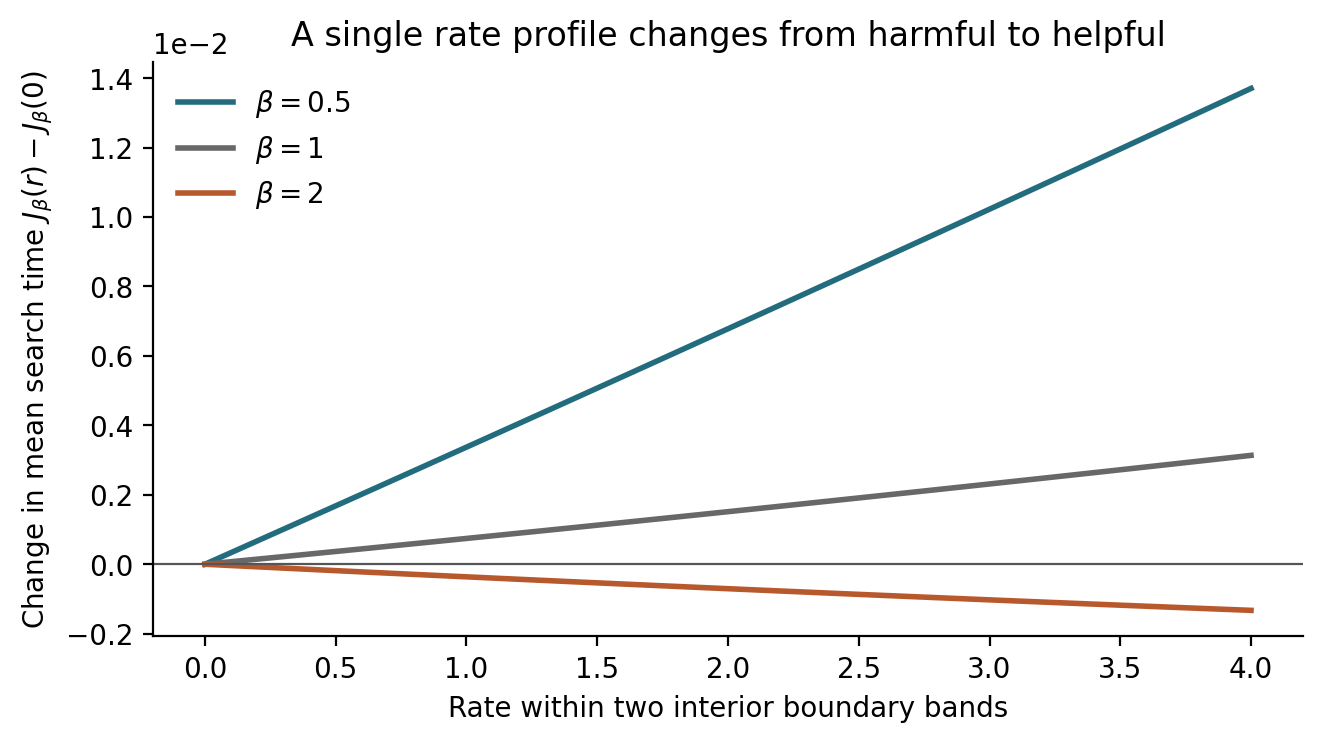 A single rate profile changes from harmful to helpful
1e−2
Change in mean search time Jβ(r) − Jβ(0)
1.4
1.2
1.0
0.8
0.6
0.4
0.2
0.0
−0.2
β = 0.5
β = 1
β = 2
0.0 0.5 1.0 1.5 2.0 2.5 3.0 3.5 4.0
Rate within two interior boundary bands